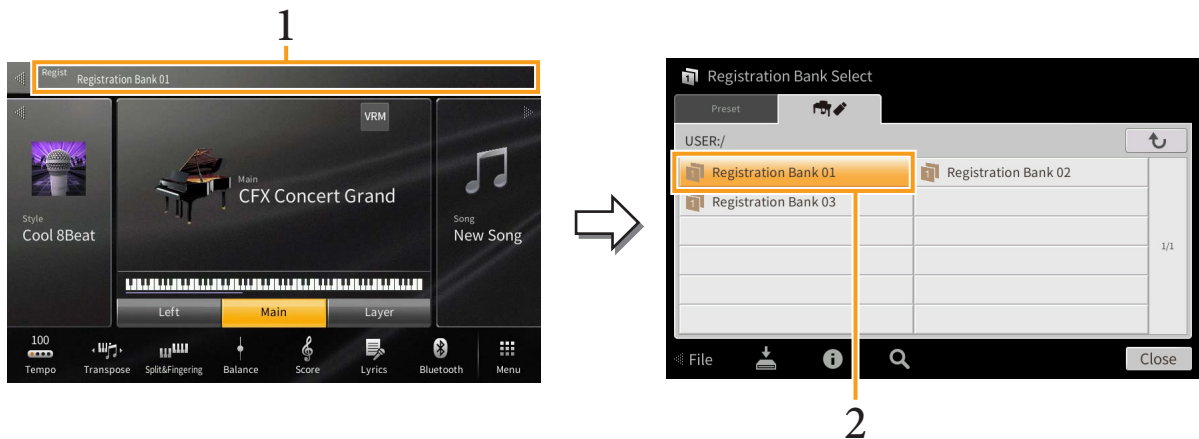 1
Regist Registration Bank 01
VRM
Main
CFX Concert Grand
Style
Cool 8Beat
Song
New Song
Left Main Layer
100
Tempo Transpose Split&Fingering Balance Score Lyrics Bluetooth Menu
Registration Bank Select
Preset
USER:/
Registration Bank 01 Registration Bank 02
Registration Bank 03
1/1
File Close
2